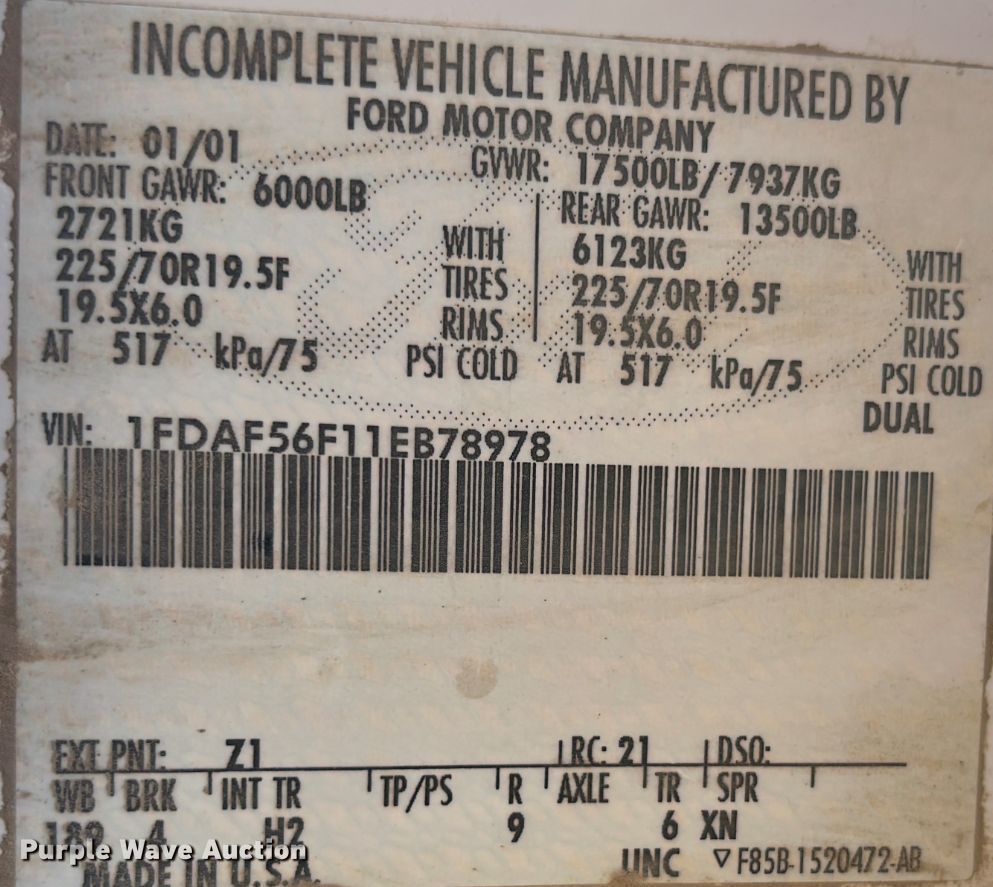 INCOMPLETE VEHICLE MANUFACTURED BY
FORD MOTOR COMPANY
DATE: 01/01 GVWR: 17500LB/7937KG
FRONT GAWR: 6000LB REAR GAWR: 13500LB
2721KG WITH 6123KG WITH
225/70R19.5F TIRES 225/70R19.5F TIRES
19.5X6.0 RIMS 19.5X6.0 RIMS
AT 517 kPa/75 PSI COLD AT 517 kPa/75 PSI COLD
DUAL
VIN: 1FDAF56F11EB78978
EXT PNT: Z1 RC: 21 DSO:
WB BRK INT TR TP/PS R AXLE TR SPR
189 4 H2 9 6 XN
MADE IN U.S.A. UNC ▽ F85B-1520472-AB
Purple Wave Auction